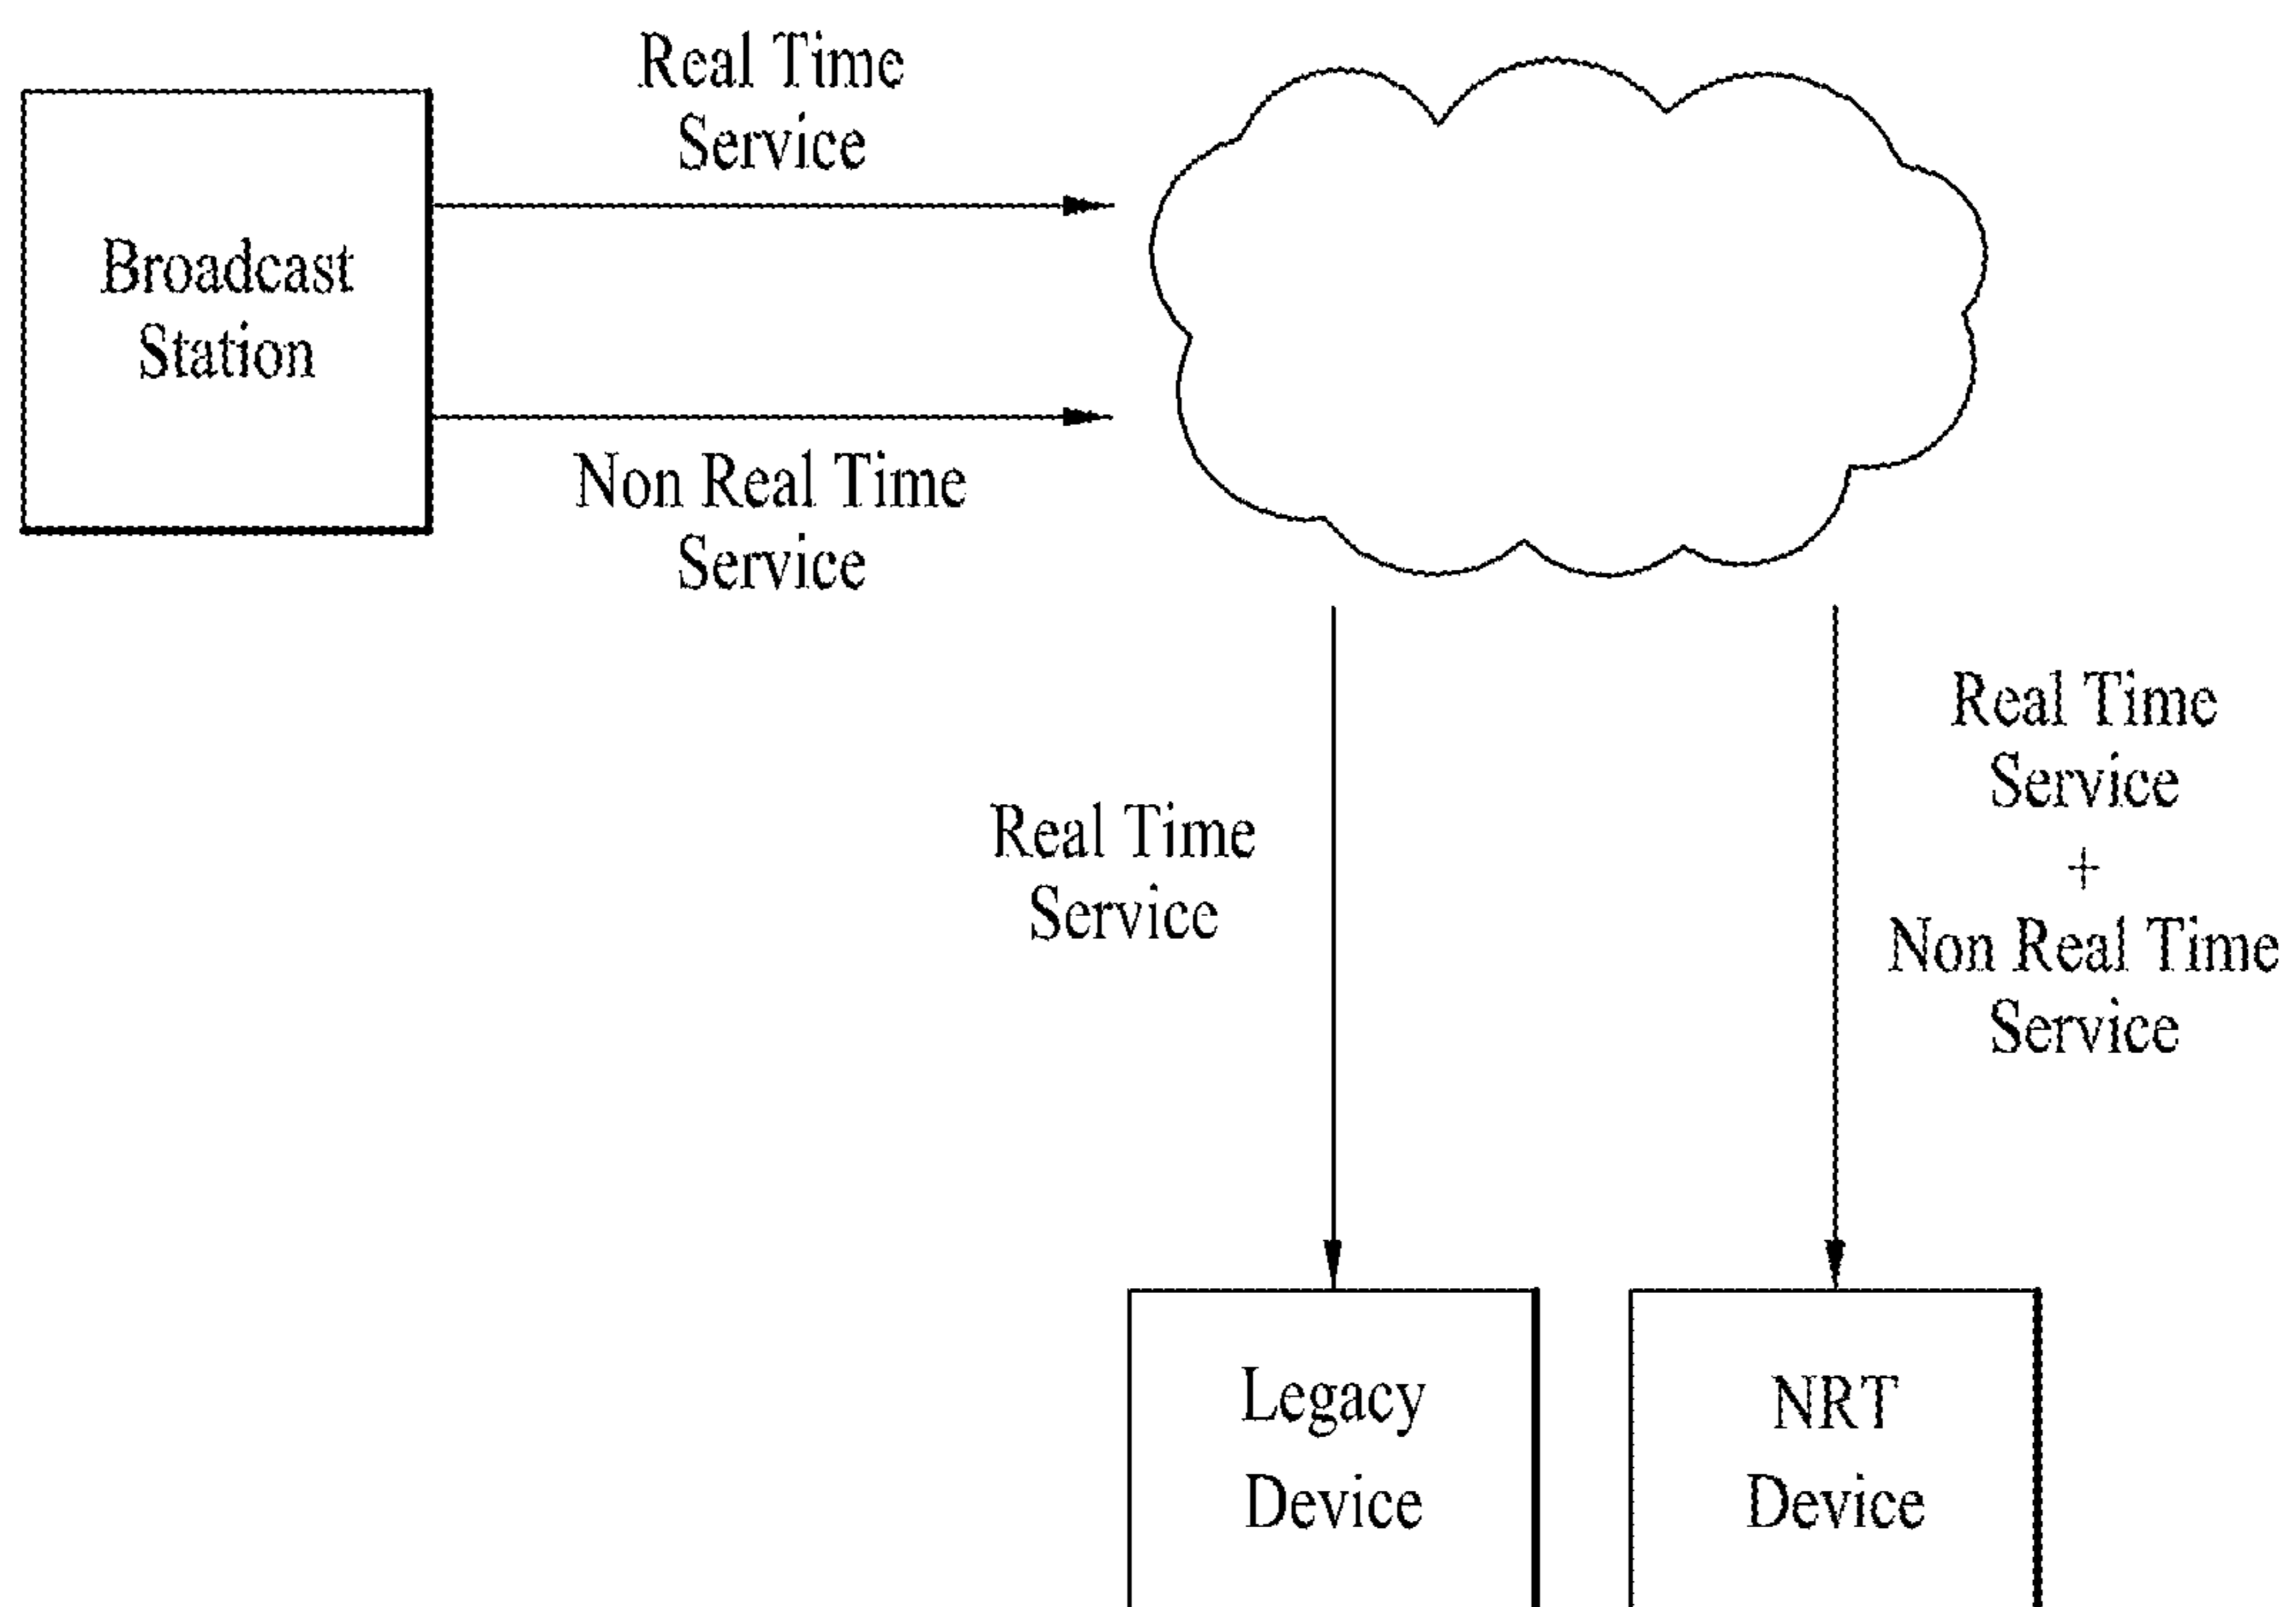 Real Time
Service
Broadcast
Station
Non Real Time
Service
Real Time
Service
Real Time
Service
+
Non Real Time
Service
Legacy
Device
NRT
Device